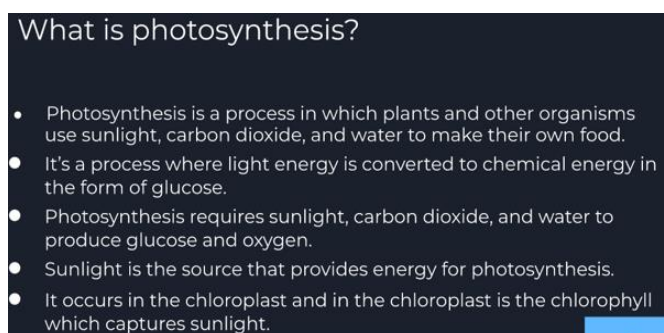 What is photosynthesis?
• Photosynthesis is a process in which plants and other organisms
use sunlight, carbon dioxide, and water to make their own food.
• It's a process where light energy is converted to chemical energy in
the form of glucose.
• Photosynthesis requires sunlight, carbon dioxide, and water to
produce glucose and oxygen.
• Sunlight is the source that provides energy for photosynthesis.
• It occurs in the chloroplast and in the chloroplast is the chlorophyll
which captures sunlight.